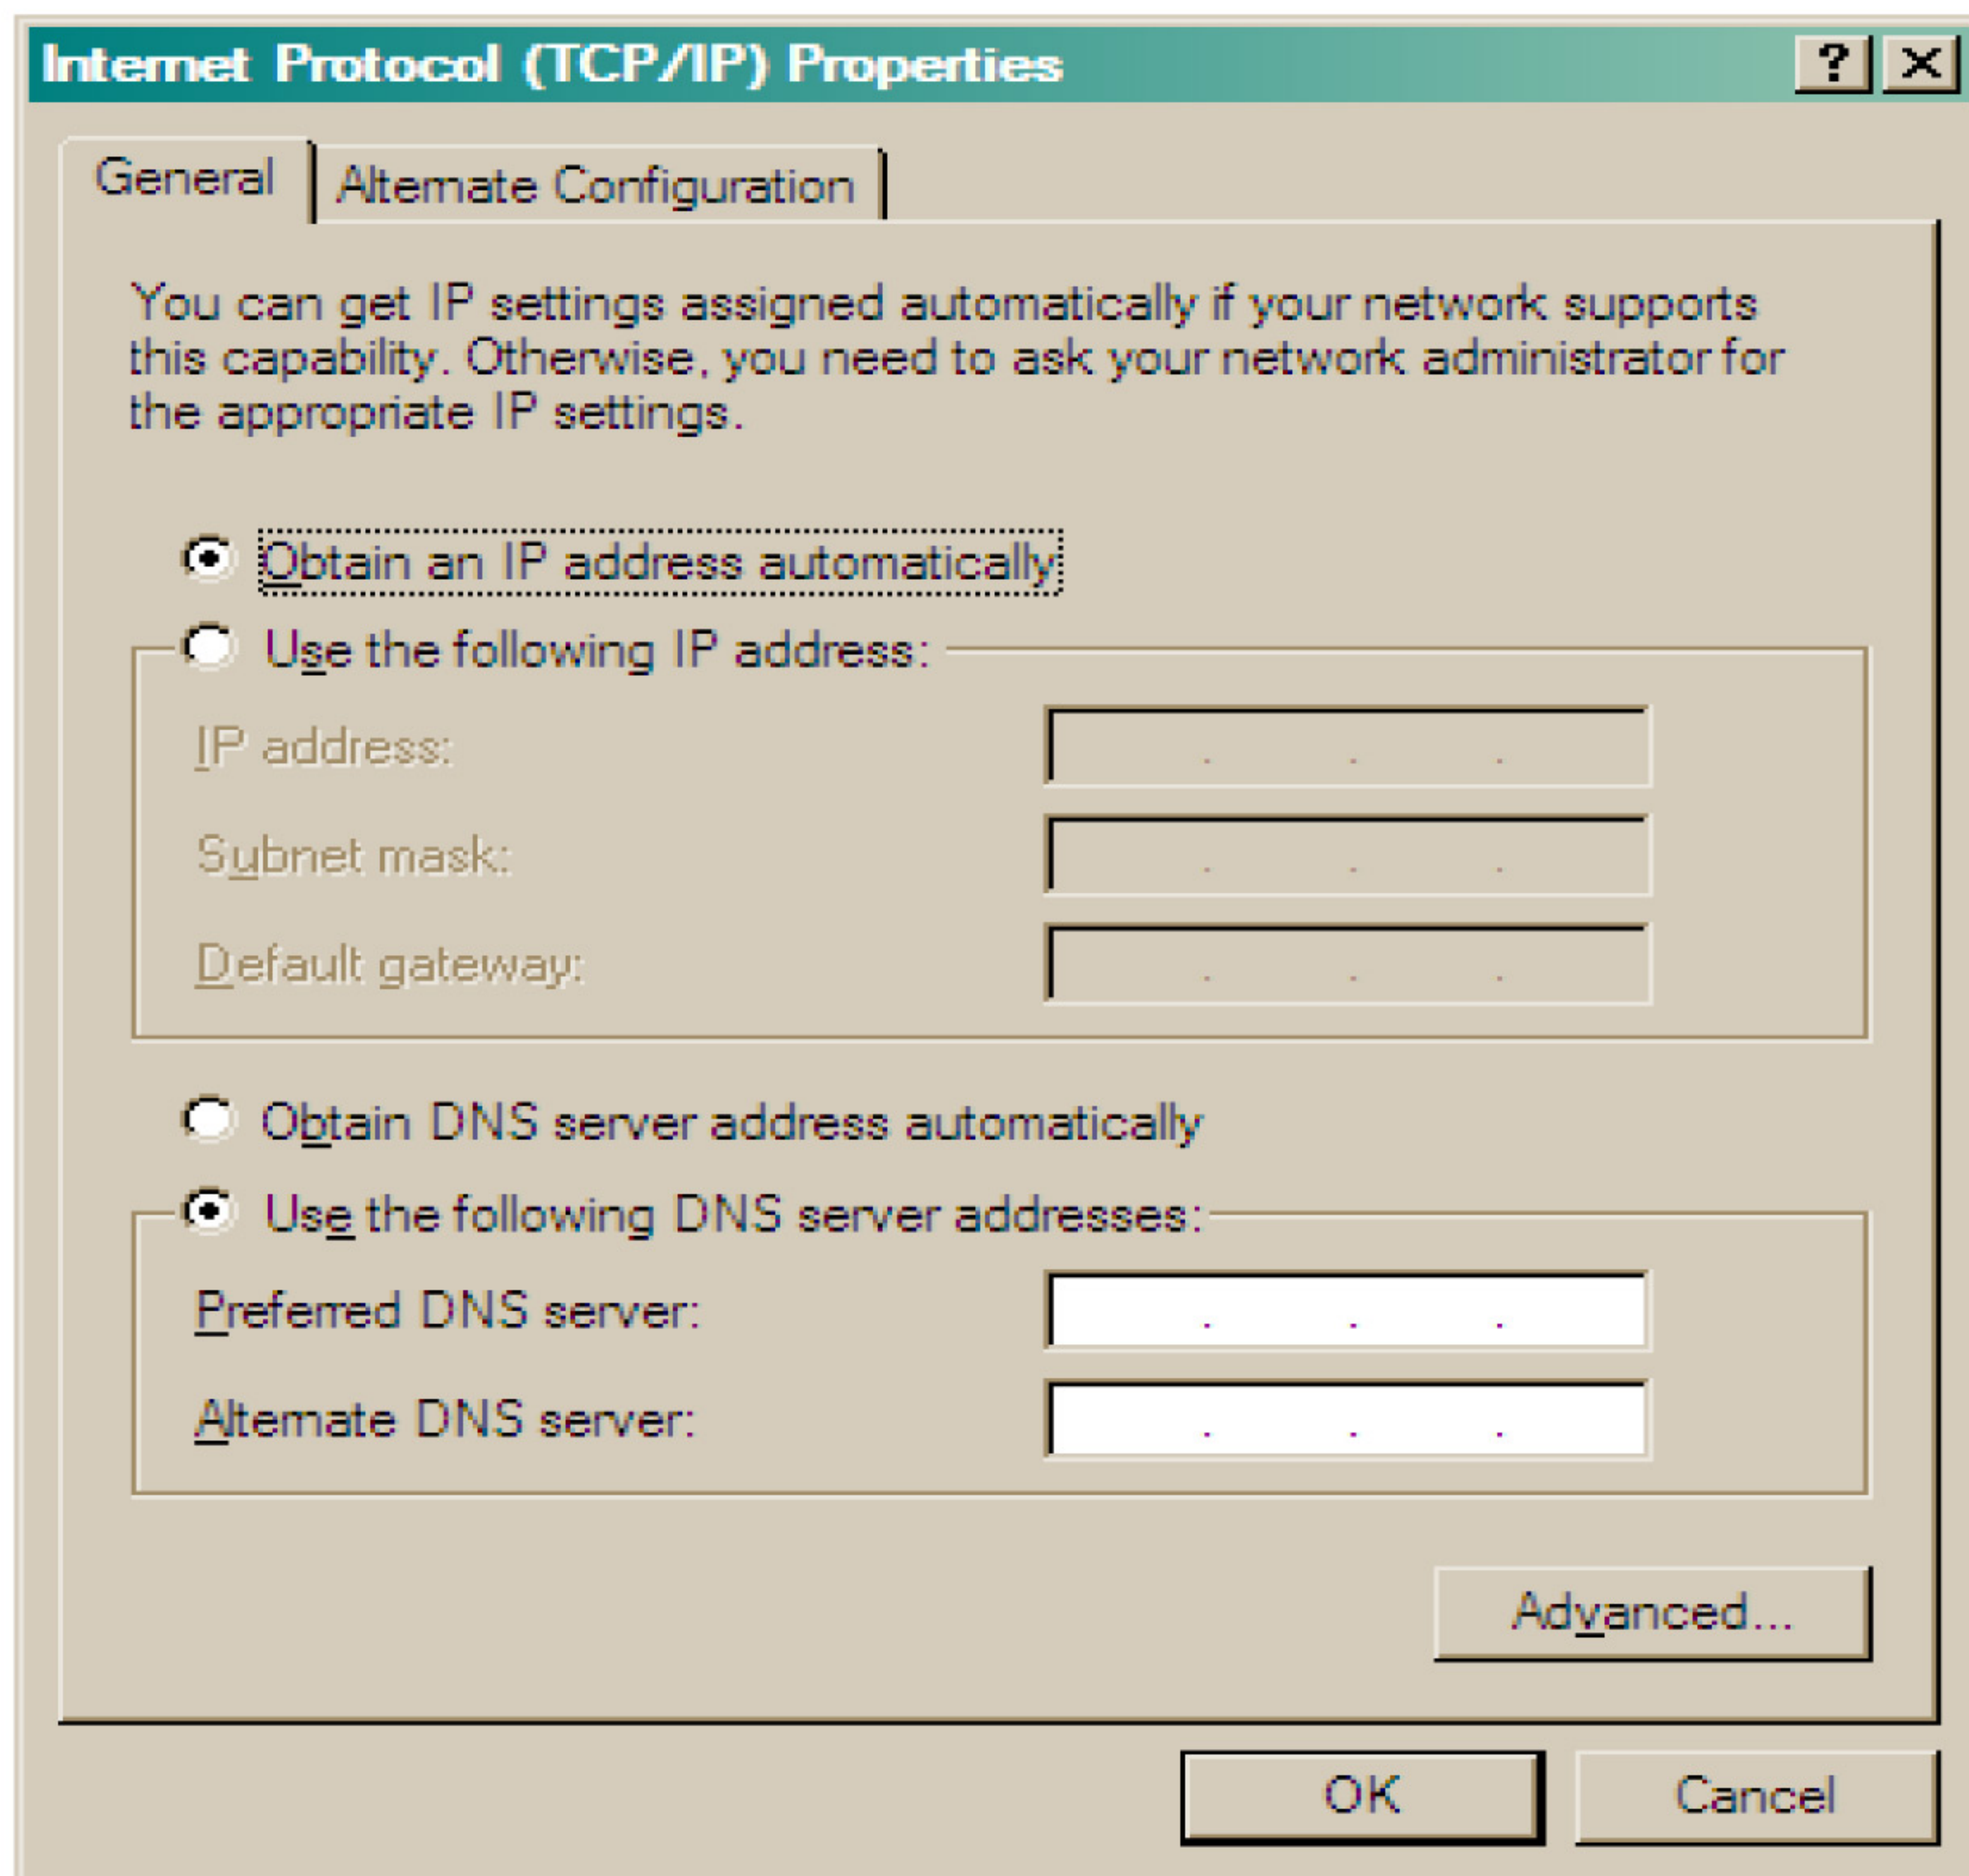 Internet Protocol (TCP/IP) Properties
General
Alternate Configuration
You can get IP settings assigned automatically if your network supports
this capability. Otherwise, you need to ask your network administrator for
the appropriate IP settings.
Obtain an IP address automatically
Use the following IP address:
IP address:
Subnet mask:
Default gateway:
Obtain DNS server address automatically
Use the following DNS server addresses:
Preferred DNS server:
Alternate DNS server:
Advanced...
OK
Cancel